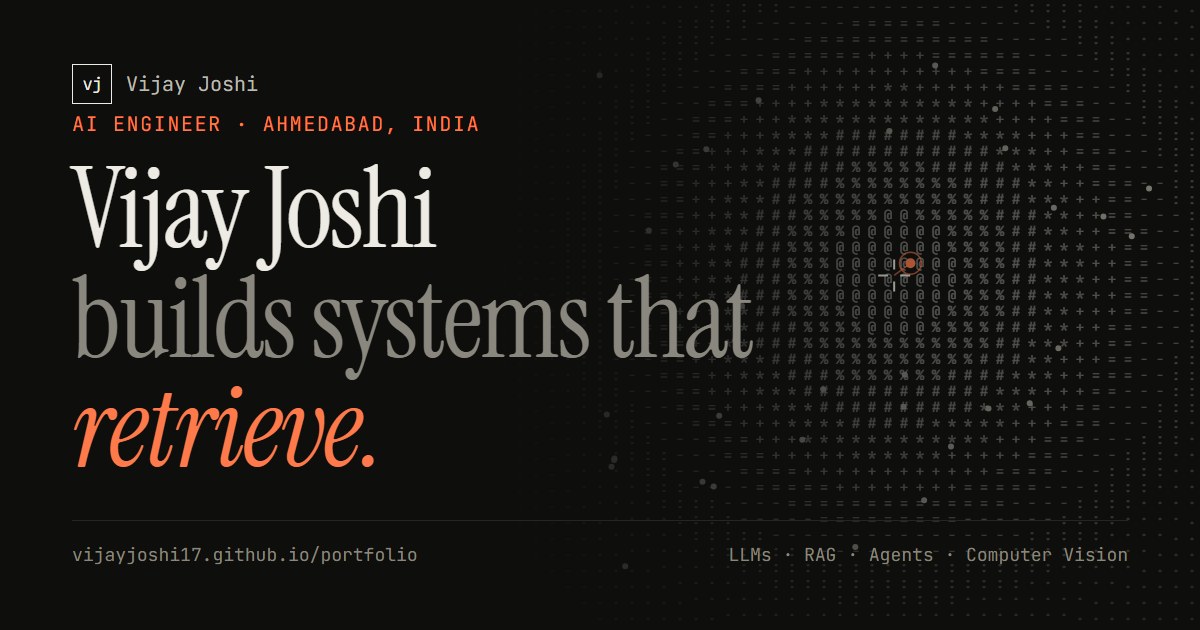 vj Vijay Joshi
AI ENGINEER · AHMEDABAD, INDIA
Vijay Joshi
builds systems that
retrieve.
vijayjoshi17.github.io/portfolio
LLMs · RAG · Agents · Computer Vision